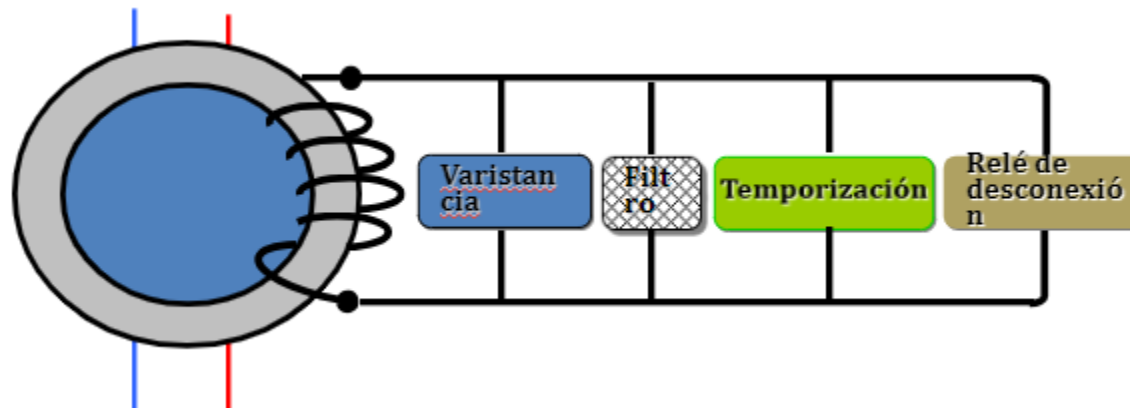 Varistan
cia
Filt
ro
Temporización
Relé de
desconexió
n